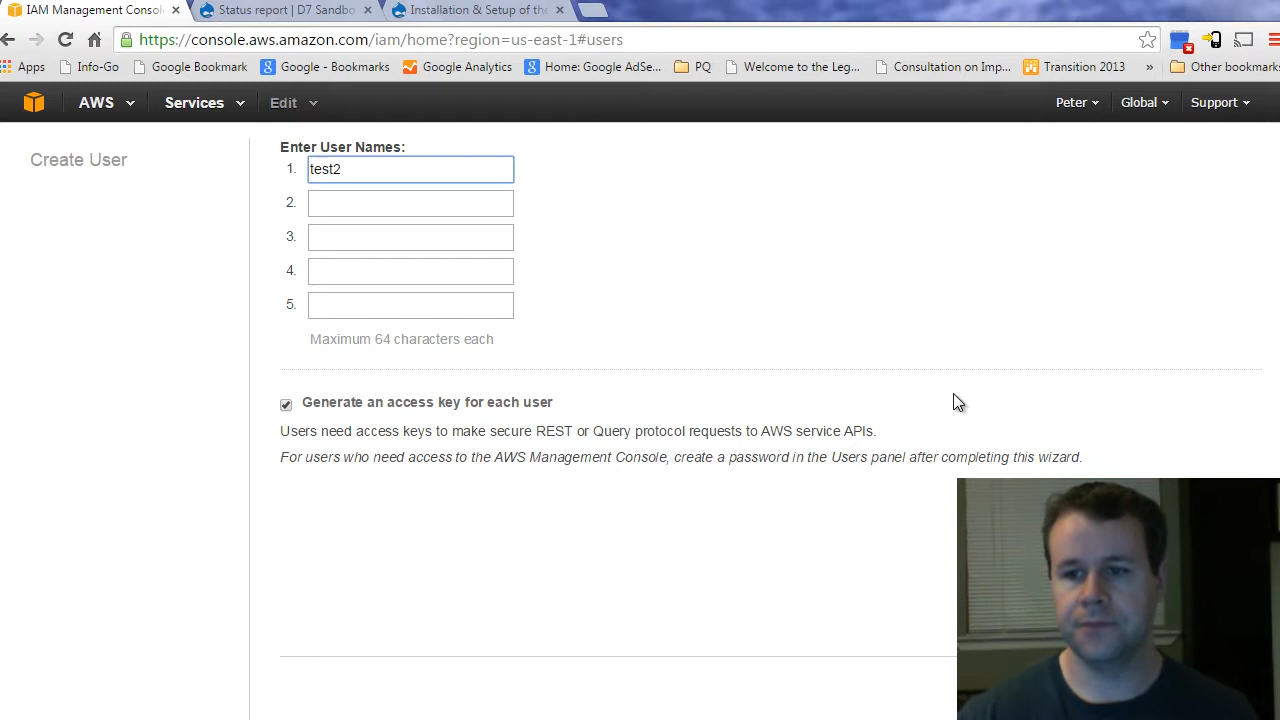 IAM Management Conso
Status report | D7 Sandbo
Installation & Setup of the
https://console.aws.amazon.com/iam/home?region=us-east-1#users
Apps
Info-Go
Google Bookmark
Google - Bookmarks
Google Analytics
Home: Google AdSe...
PQ
Welcome to the Leg...
Consultation on Imp...
Transition 2013
»
Other bookmarks
AWS
Services
Edit
Peter
Global
Support
Create User
Enter User Names:
1. test2
2.
3.
4.
5.
Maximum 64 characters each
Generate an access key for each user
Users need access keys to make secure REST or Query protocol requests to AWS service APIs.
For users who need access to the AWS Management Console, create a password in the Users panel after completing this wizard.